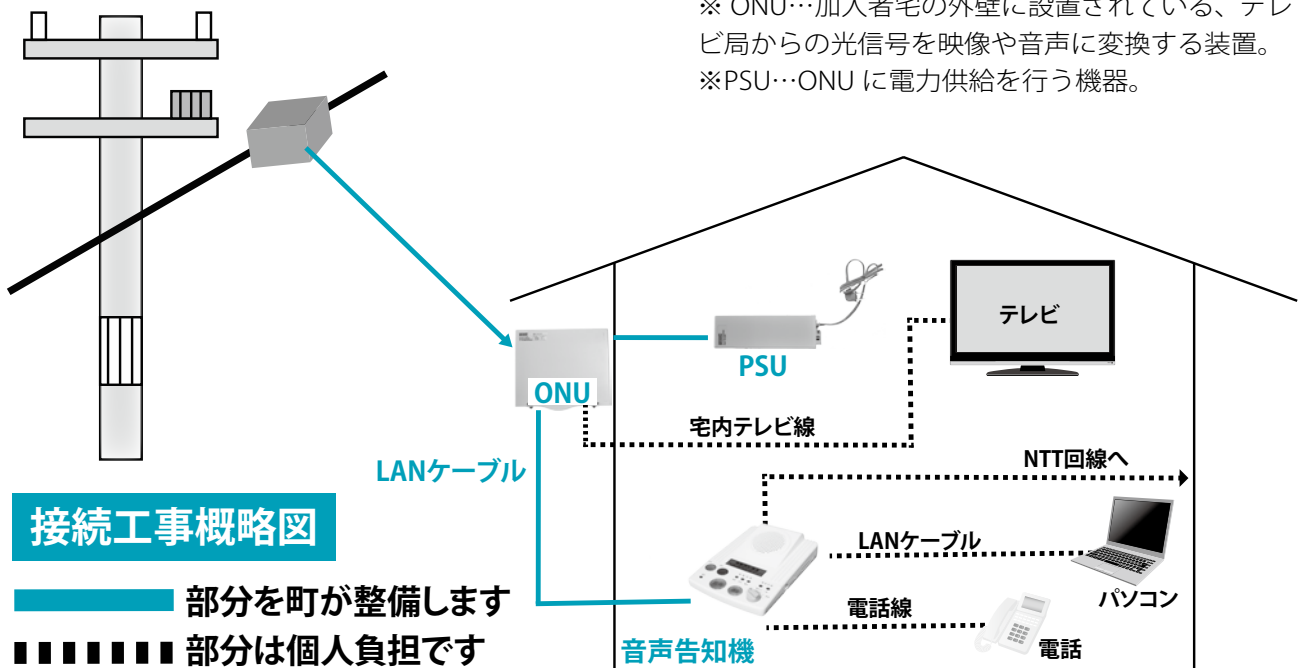 ※ ONU…加入者宅の外壁に設置されている、テレ
ビ局からの光信号を映像や音声に変換する装置。
※PSU…ONU に電力供給を行う機器。
テレビ
PSU
ONU
宅内テレビ線
LANケーブル
NTT回線へ
接続工事概略図
LANケーブル
パソコン
部分を町が整備します
電話線
部分は個人負担です
音声告知機
電話